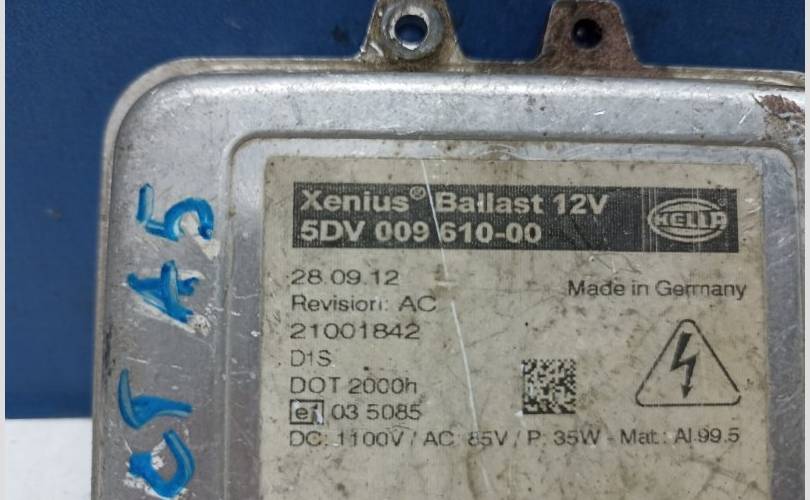 Xenius® Ballast 12V
5DV 009 610-00
HELLA
28.09.12
Made in Germany
Revision: AC
21001842
D1S
DOT 2000h
e1 03 5085
DC: 1100V / AC: 85V / P: 35W - Mat.: Al 99.5
A5